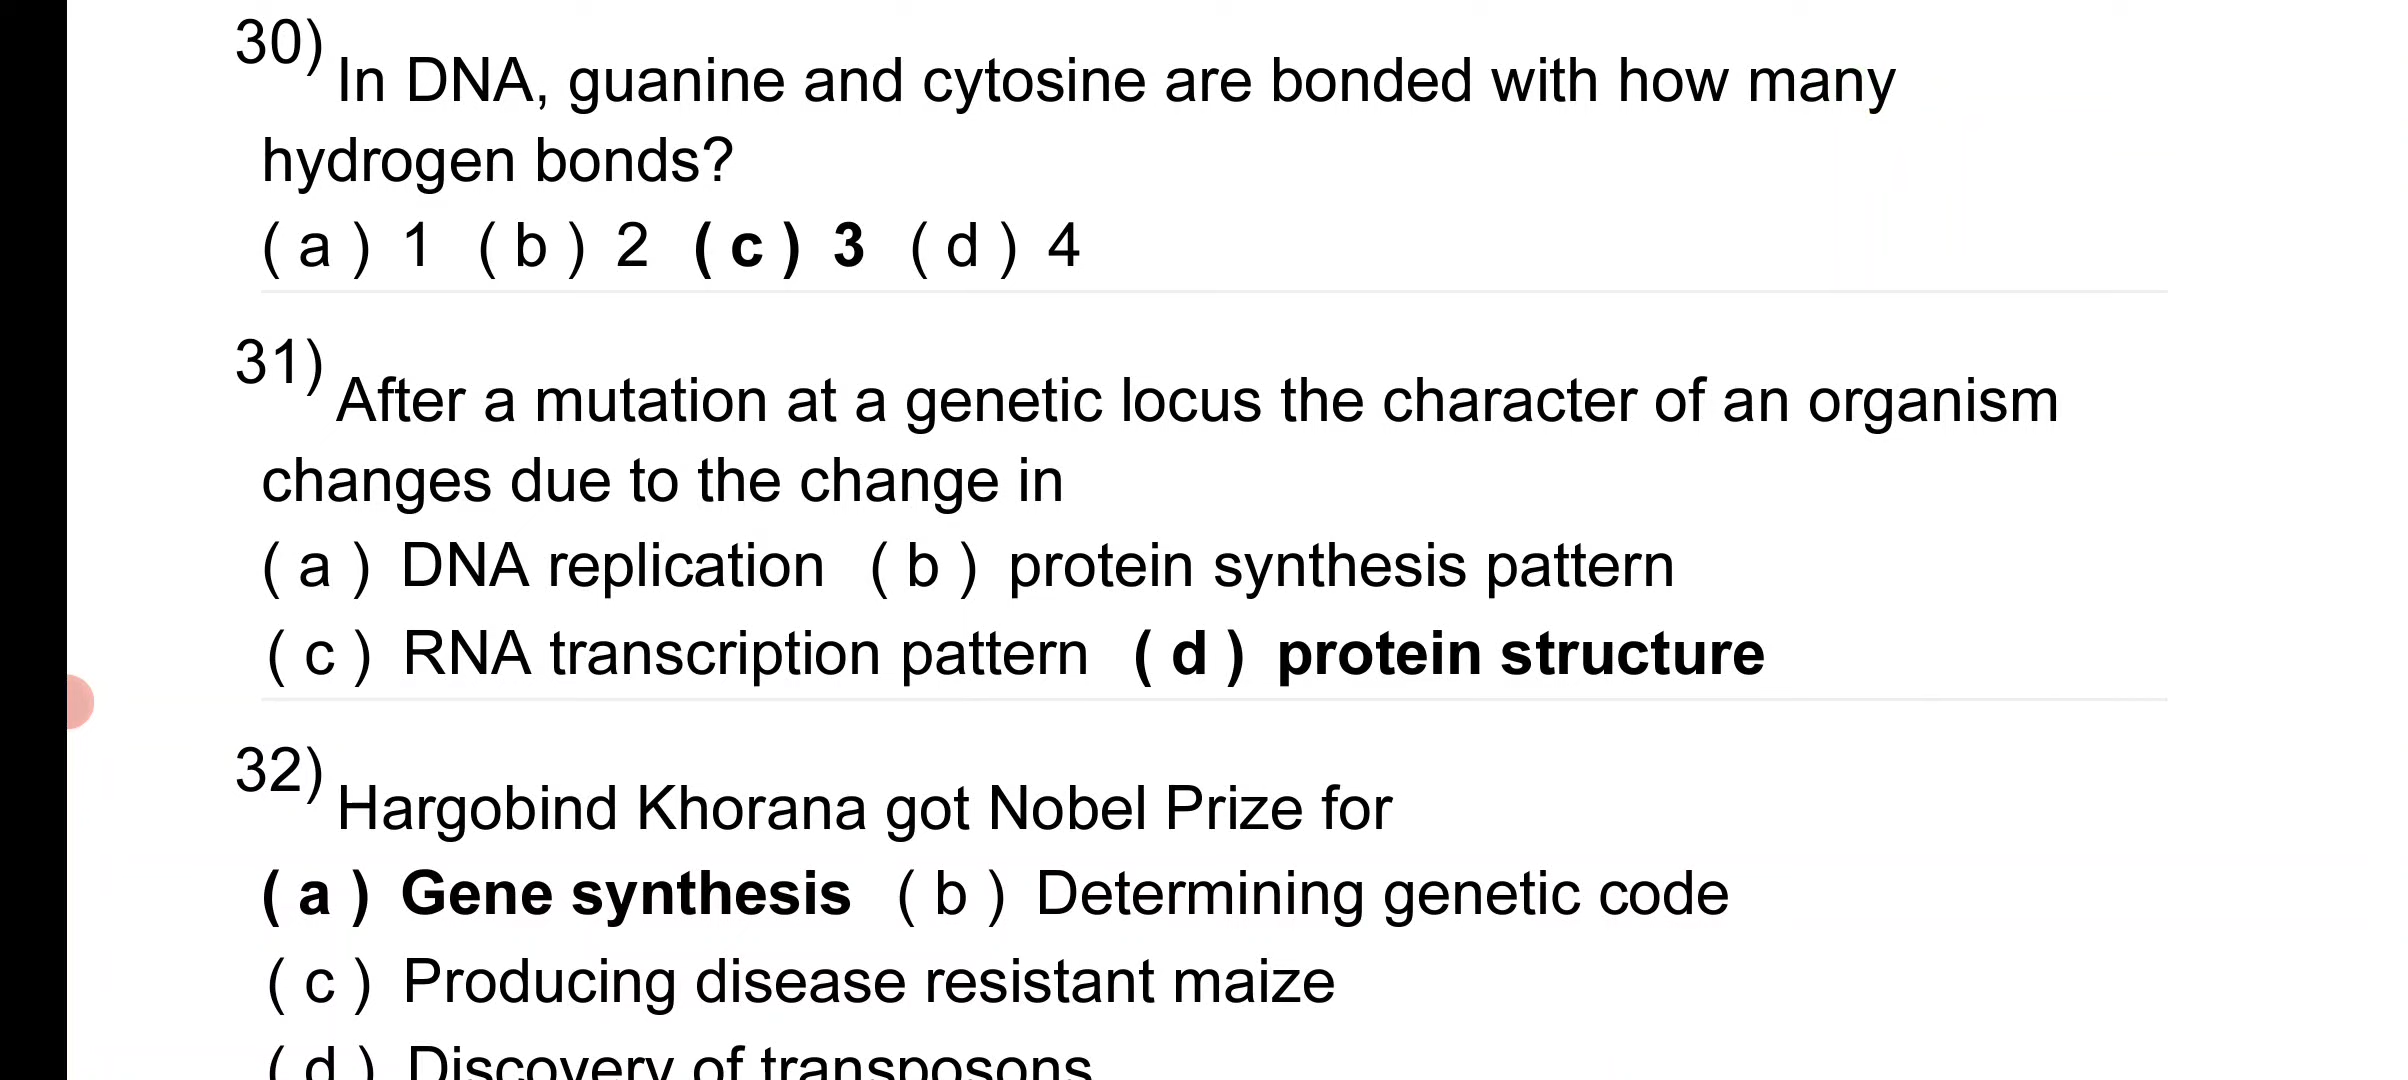 30)
In DNA, guanine and cytosine are bonded with how many
hydrogen bonds?
( a ) 1 ( b ) 2 ( c ) 3 ( d ) 4
31)
After a mutation at a genetic locus the character of an organism
changes due to the change in
( a ) DNA replication ( b ) protein synthesis pattern
( c ) RNA transcription pattern ( d ) protein structure
32)
Hargobind Khorana got Nobel Prize for
( a ) Gene synthesis ( b ) Determining genetic code
( c ) Producing disease resistant maize
( d ) Discovery of transposons